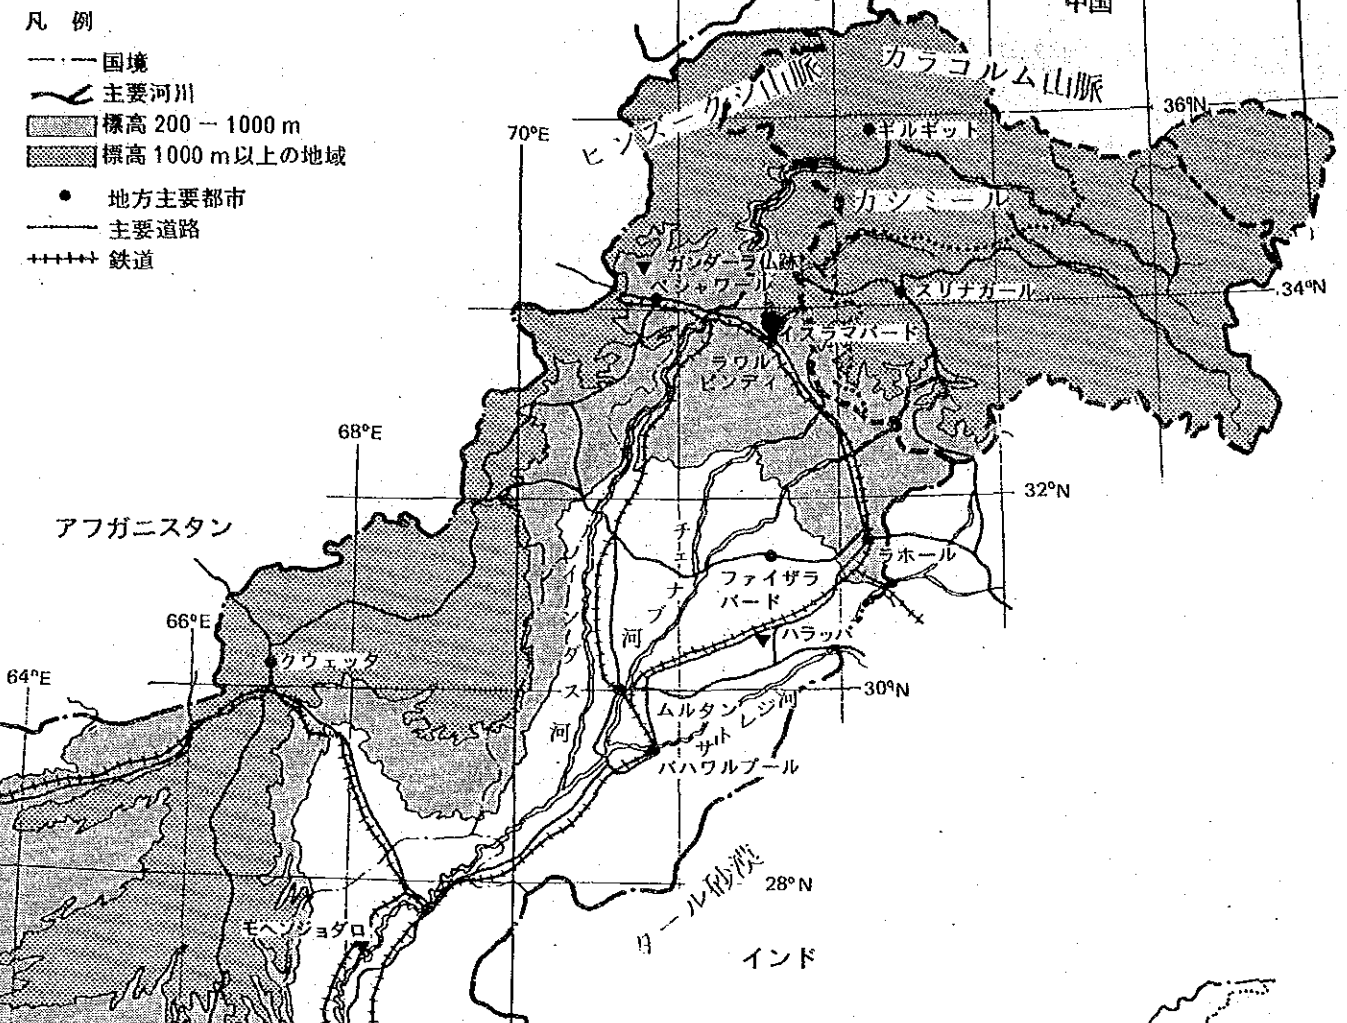 凡例
国境
主要河川
標高 200 － 1000 m
標高 1000 m 以上の地域
地方主要都市
主要道路
鉄道
中国
カラコルム山脈
ヒンズークシ山脈
36°N
70°E
ギルギット
カシミール
ガンダーラ仏跡
ペシャワール
スリナガール
34°N
イスラマバード
ラワル
ピンディ
68°E
32°N
アフガニスタン
チェナブ河
ラホール
ファイザラ
バード
インダス河
66°E
ハラッパ
クウェッタ
64°E
30°N
ムルタン
サトレジ河
バハワルプール
タール砂漠
28°N
モヘンジョダロ
インド